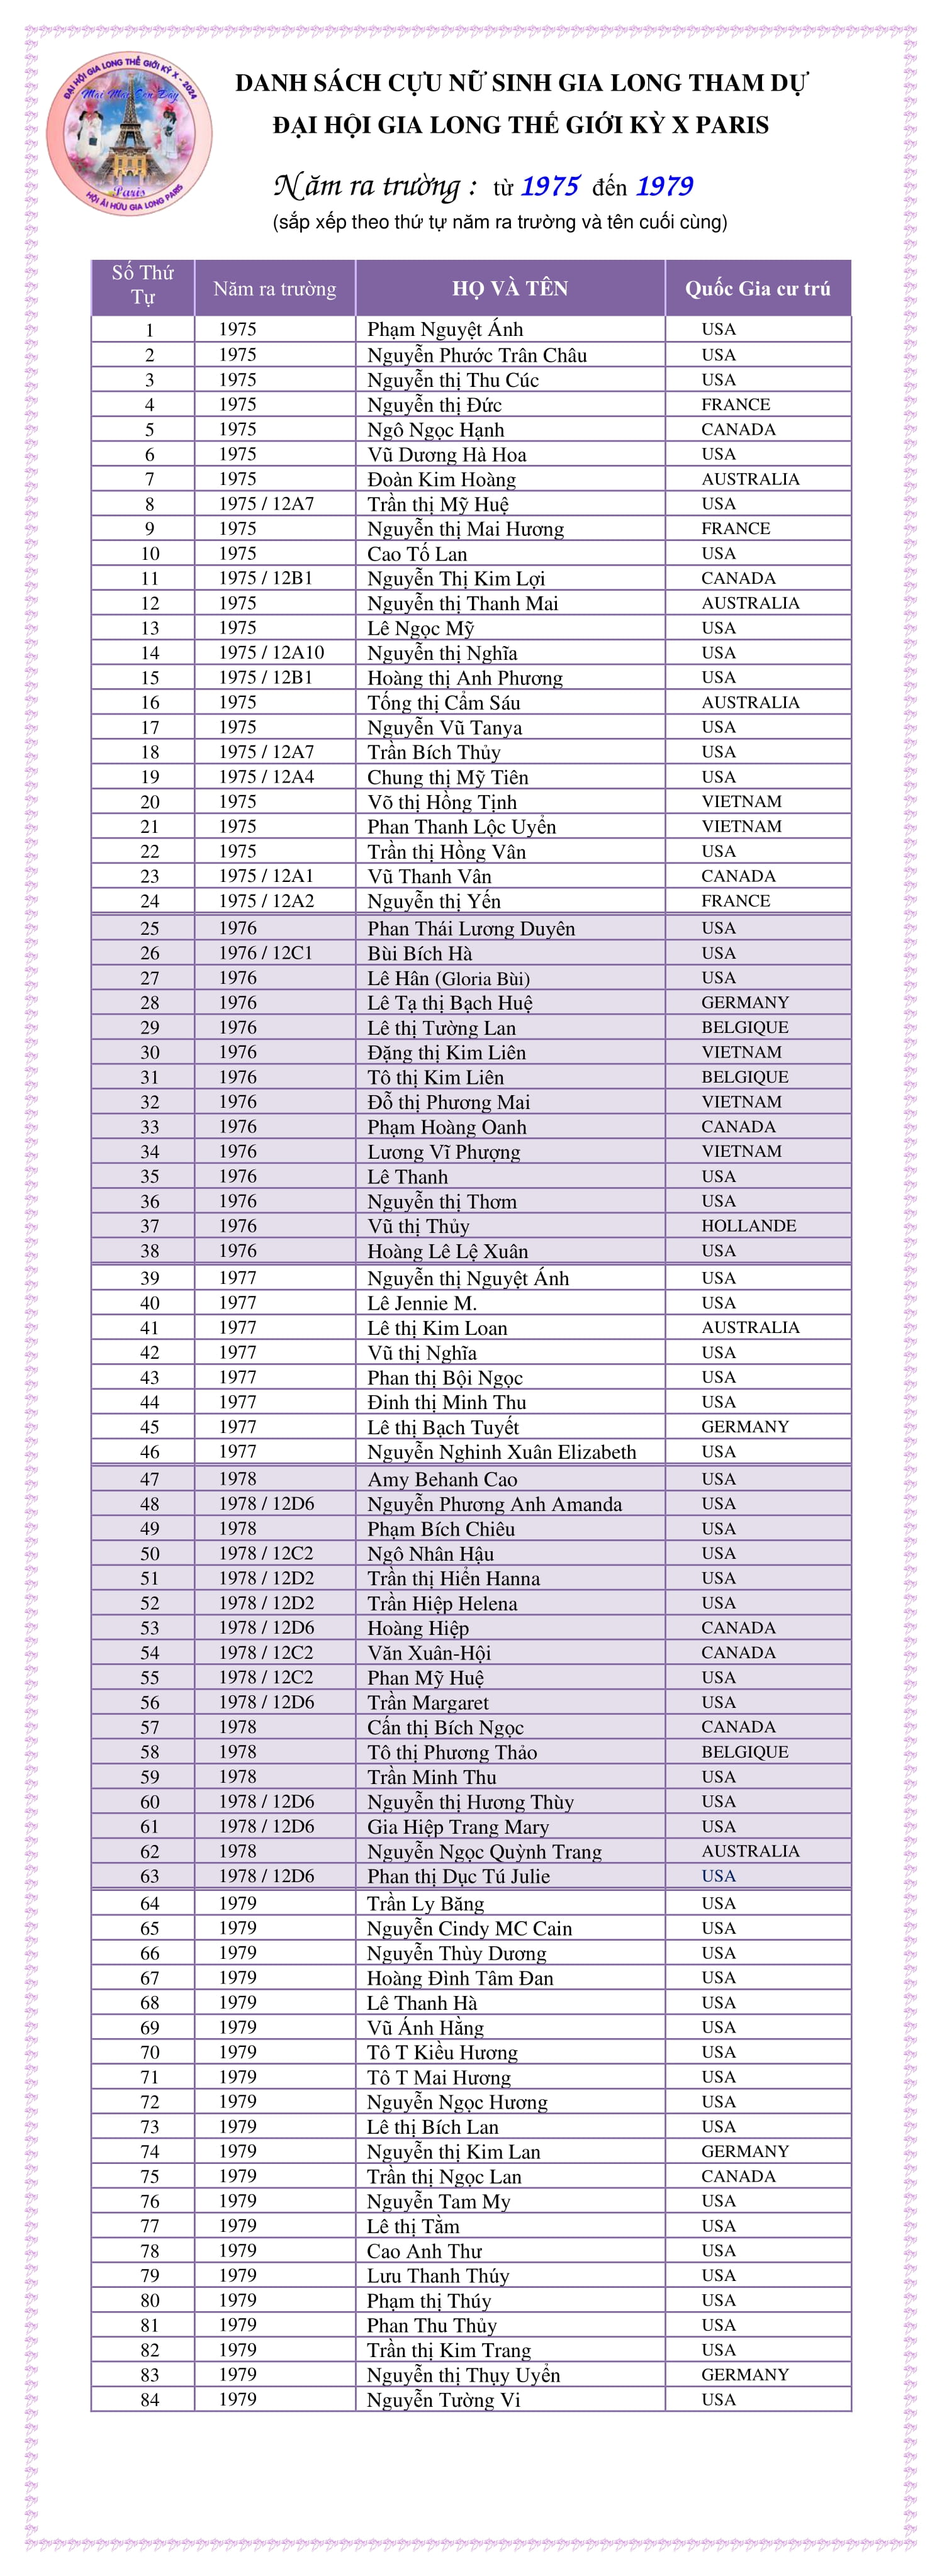 ĐẠI HỘI GIA LONG THẾ GIỚI KỲ X - 2024
Mãi Mãi Còn Đây
Paris
HỘI ÁI HỮU GIA LONG PARIS
DANH SÁCH CỰU NỮ SINH GIA LONG THAM DỰ
ĐẠI HỘI GIA LONG THẾ GIỚI KỲ X PARIS
Năm ra trường : từ 1975 đến 1979
(sắp xếp theo thứ tự năm ra trường và tên cuối cùng)
Số Thứ Tự Năm ra trường HỌ VÀ TÊN Quốc Gia cư trú
1 1975 Phạm Nguyệt Ánh USA
2 1975 Nguyễn Phước Trân Châu USA
3 1975 Nguyễn thị Thu Cúc USA
4 1975 Nguyễn thị Đức FRANCE
5 1975 Ngô Ngọc Hạnh CANADA
6 1975 Vũ Dương Hà Hoa USA
7 1975 Đoàn Kim Hoàng AUSTRALIA
8 1975 / 12A7 Trần thị Mỹ Huệ USA
9 1975 Nguyễn thị Mai Hương FRANCE
10 1975 Cao Tố Lan USA
11 1975 / 12B1 Nguyễn Thị Kim Lợi CANADA
12 1975 Nguyễn thị Thanh Mai AUSTRALIA
13 1975 Lê Ngọc Mỹ USA
14 1975 / 12A10 Nguyễn thị Nghĩa USA
15 1975 / 12B1 Hoàng thị Anh Phương USA
16 1975 Tống thị Cẩm Sáu AUSTRALIA
17 1975 Nguyễn Vũ Tanya USA
18 1975 / 12A7 Trần Bích Thủy USA
19 1975 / 12A4 Chung thị Mỹ Tiên USA
20 1975 Võ thị Hồng Tịnh VIETNAM
21 1975 Phan Thanh Lộc Uyển VIETNAM
22 1975 Trần thị Hồng Vân USA
23 1975 / 12A1 Vũ Thanh Vân CANADA
24 1975 / 12A2 Nguyễn thị Yến FRANCE
25 1976 Phan Thái Lương Duyên USA
26 1976 / 12C1 Bùi Bích Hà USA
27 1976 Lê Hân (Gloria Bùi) USA
28 1976 Lê Tạ thị Bạch Huệ GERMANY
29 1976 Lê thị Tường Lan BELGIQUE
30 1976 Đặng thị Kim Liên VIETNAM
31 1976 Tô thị Kim Liên BELGIQUE
32 1976 Đỗ thị Phương Mai VIETNAM
33 1976 Phạm Hoàng Oanh CANADA
34 1976 Lương Vĩ Phượng VIETNAM
35 1976 Lê Thanh USA
36 1976 Nguyễn thị Thơm USA
37 1976 Vũ thị Thủy HOLLANDE
38 1976 Hoàng Lê Lệ Xuân USA
39 1977 Nguyễn thị Nguyệt Ánh USA
40 1977 Lê Jennie M. USA
41 1977 Lê thị Kim Loan AUSTRALIA
42 1977 Vũ thị Nghĩa USA
43 1977 Phan thị Bội Ngọc USA
44 1977 Đinh thị Minh Thu USA
45 1977 Lê thị Bạch Tuyết GERMANY
46 1977 Nguyễn Nghinh Xuân Elizabeth USA
47 1978 Amy Behanh Cao USA
48 1978 / 12D6 Nguyễn Phương Anh Amanda USA
49 1978 Phạm Bích Chiêu USA
50 1978 / 12C2 Ngô Nhân Hậu USA
51 1978 / 12D2 Trần thị Hiển Hanna USA
52 1978 / 12D2 Trần Hiệp Helena USA
53 1978 / 12D6 Hoàng Hiệp CANADA
54 1978 / 12C2 Văn Xuân-Hội CANADA
55 1978 / 12C2 Phan Mỹ Huệ USA
56 1978 / 12D6 Trần Margaret USA
57 1978 Cấn thị Bích Ngọc CANADA
58 1978 Tô thị Phương Thảo BELGIQUE
59 1978 Trần Minh Thu USA
60 1978 / 12D6 Nguyễn thị Hương Thùy USA
61 1978 / 12D6 Gia Hiệp Trang Mary USA
62 1978 Nguyễn Ngọc Quỳnh Trang AUSTRALIA
63 1978 / 12D6 Phan thị Dục Tú Julie USA
64 1979 Trần Ly Băng USA
65 1979 Nguyễn Cindy MC Cain USA
66 1979 Nguyễn Thùy Dương USA
67 1979 Hoàng Đình Tâm Đan USA
68 1979 Lê Thanh Hà USA
69 1979 Vũ Ánh Hằng USA
70 1979 Tô T Kiều Hương USA
71 1979 Tô T Mai Hương USA
72 1979 Nguyễn Ngọc Hương USA
73 1979 Lê thị Bích Lan USA
74 1979 Nguyễn thị Kim Lan GERMANY
75 1979 Trần thị Ngọc Lan CANADA
76 1979 Nguyễn Tam My USA
77 1979 Lê thị Tằm USA
78 1979 Cao Anh Thư USA
79 1979 Lưu Thanh Thúy USA
80 1979 Phạm thị Thúy USA
81 1979 Phan Thu Thủy USA
82 1979 Trần thị Kim Trang USA
83 1979 Nguyễn thị Thụy Uyển GERMANY
84 1979 Nguyễn Tường Vi USA